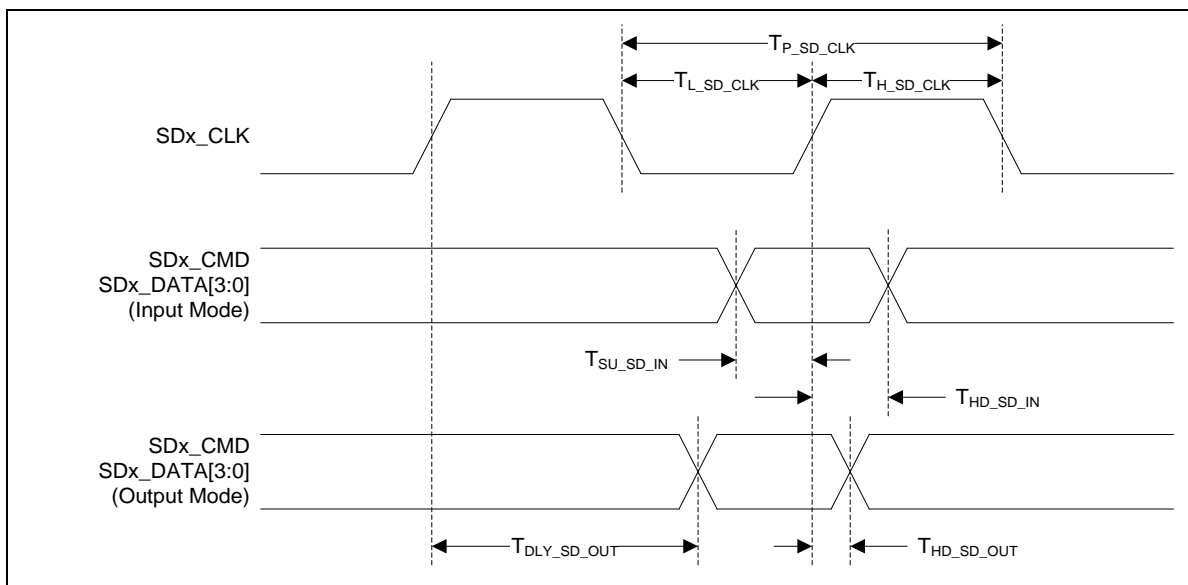 T_P_SD_CLK
T_L_SD_CLK
T_H_SD_CLK
SDx_CLK
SDx_CMD
SDx_DATA[3:0]
(Input Mode)
T_SU_SD_IN
T_HD_SD_IN
SDx_CMD
SDx_DATA[3:0]
(Output Mode)
T_DLY_SD_OUT
T_HD_SD_OUT